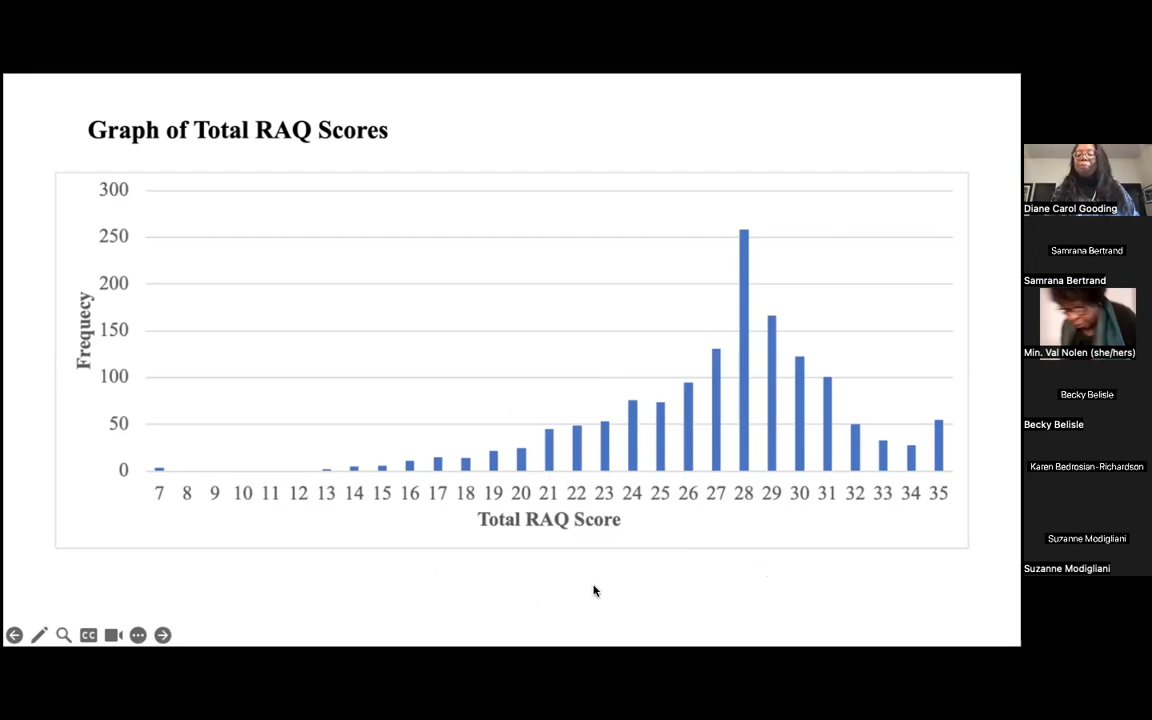 Graph of Total RAQ Scores
300
250
200
150
100
50
0
Frequecy
7 8 9 10 11 12 13 14 15 16 17 18 19 20 21 22 23 24 25 26 27 28 29 30 31 32 33 34 35
Total RAQ Score
CC
Diane Carol Gooding
Samrana Bertrand
Samrana Bertrand
Min. Val Nolen (she/hers)
Becky Belisle
Becky Belisle
Karen Bedrosian-Richardson
Suzanne Modigliani
Suzanne Modigliani